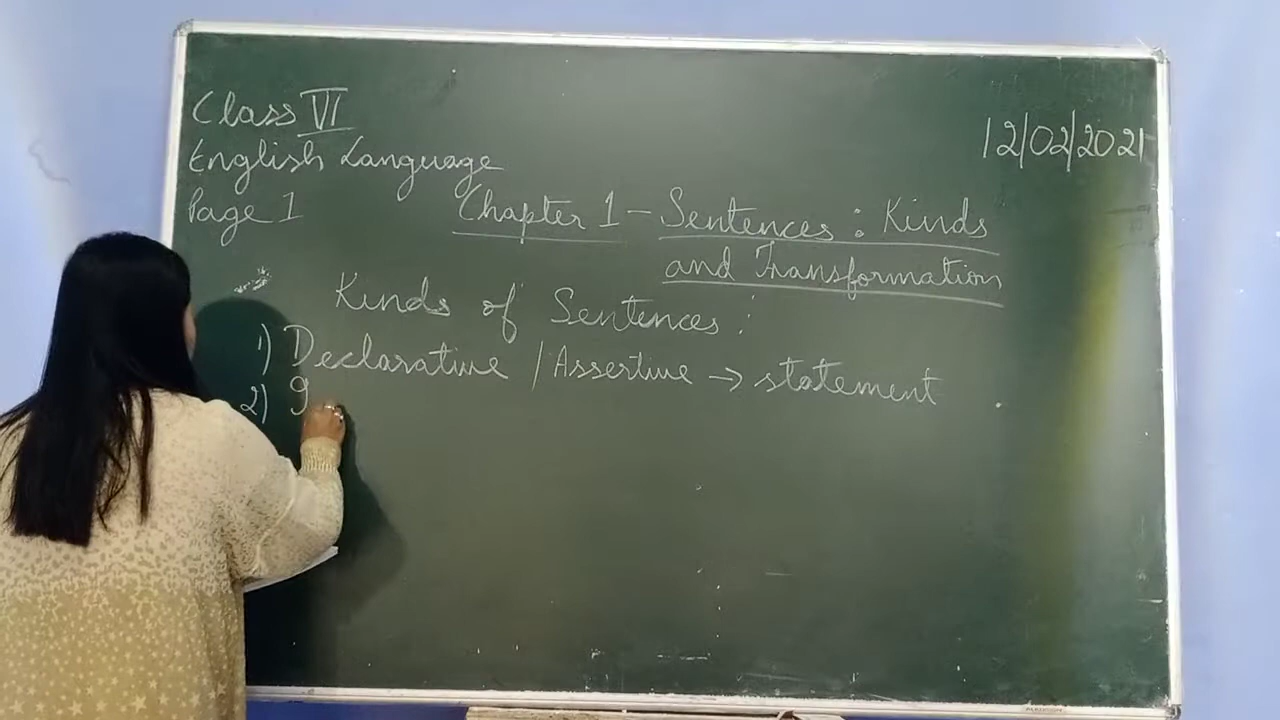 Class VI
English Language
12/02/2021
Page 1
Chapter 1 - Sentences : Kinds
and Transformation
Kinds of Sentences :
1) Declarative / Assertive → statement
2) I